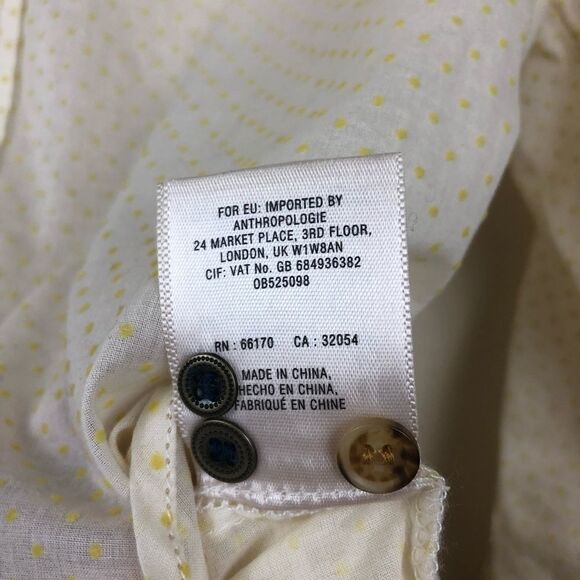 FOR EU: IMPORTED BY
ANTHROPOLOGIE
24 MARKET PLACE, 3RD FLOOR,
LONDON, UK W1W8AN
CIF: VAT No. GB 684936382
OB525098
RN : 66170 CA : 32054
MADE IN CHINA,
HECHO EN CHINA,
FABRIQUÉ EN CHINE